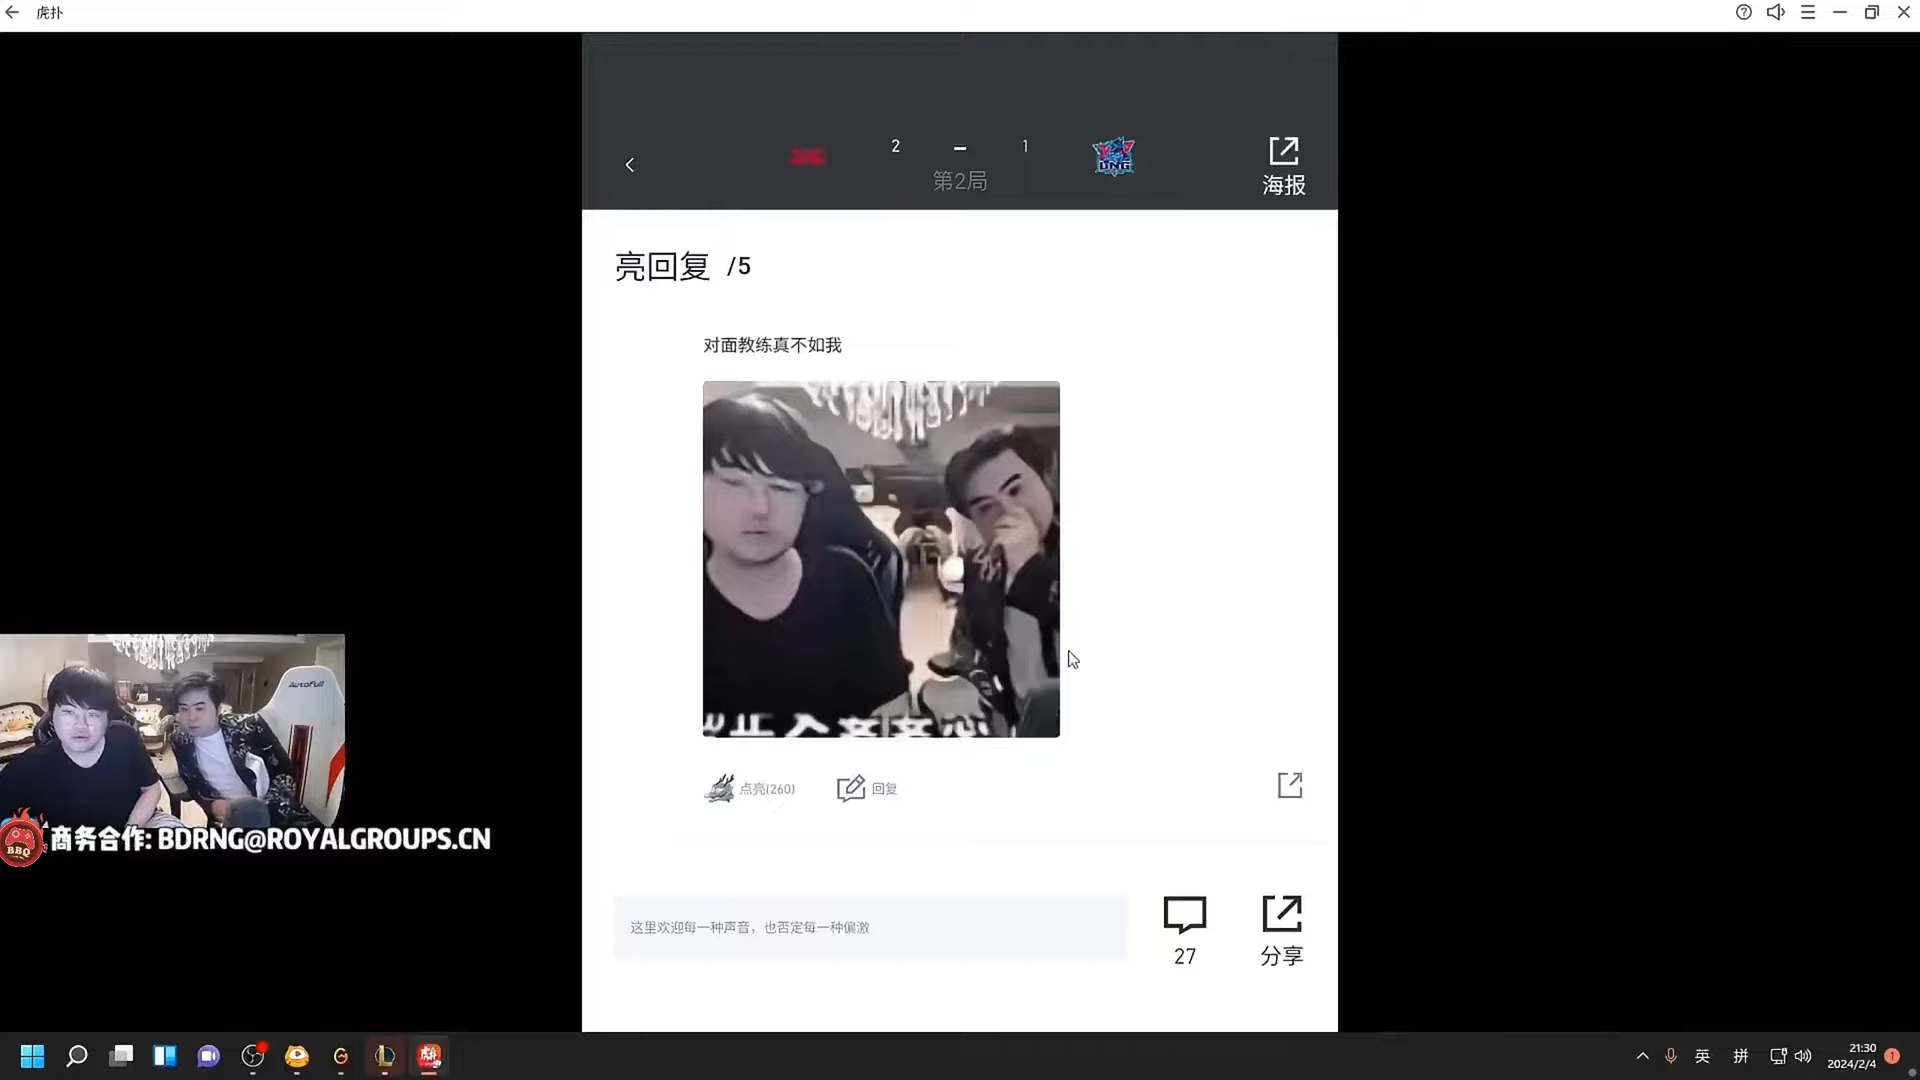 虎扑
2 - 1
UNG
第2局
海报
亮回复 /5
对面教练真不如我
点亮(260)
回复
这里欢迎每一种声音，也否定每一种偏激
27
分享
AutoFull
BBQ
商务合作: BDRNG@ROYALGROUPS.CN
英
拼
21:30
2024/2/4
1